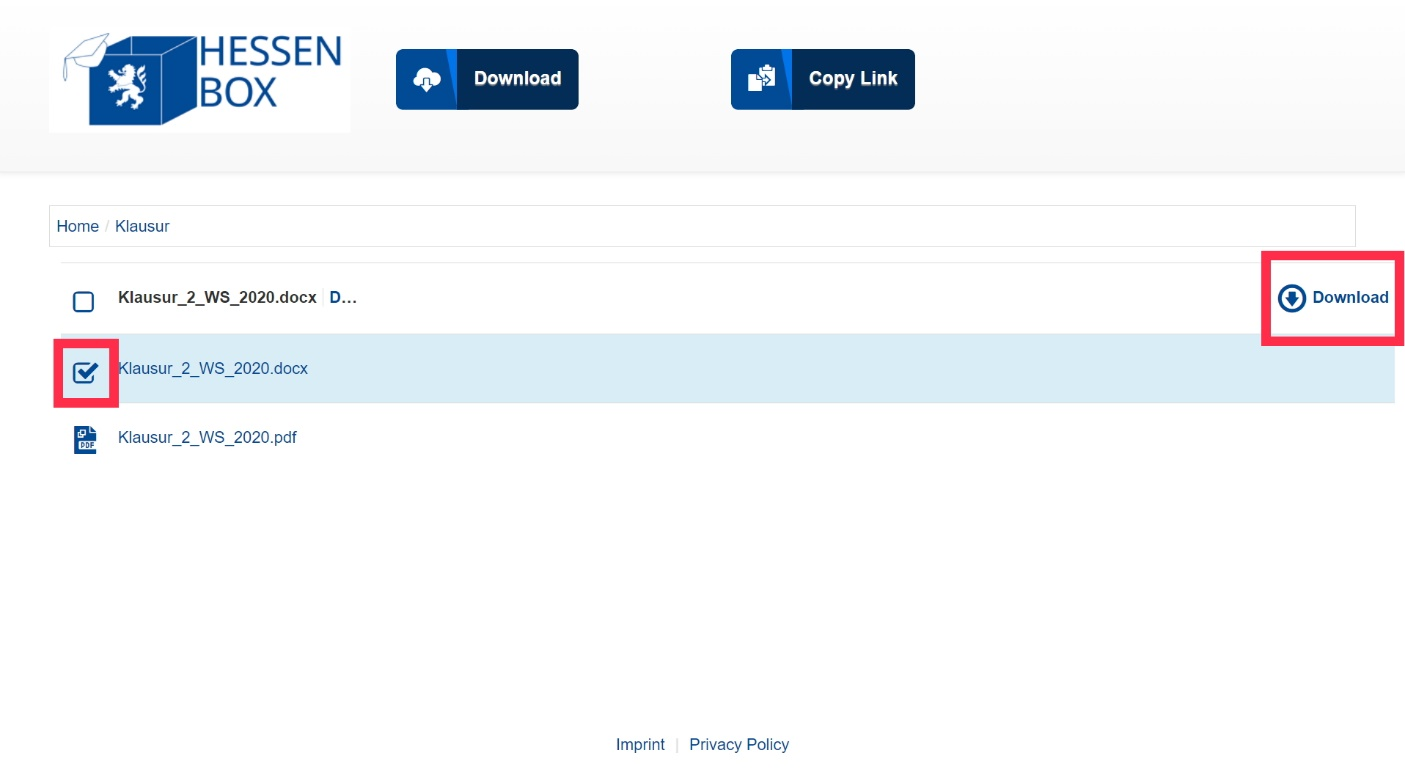 HESSEN
BOX
Download
Copy Link
Home / Klausur
Klausur_2_WS_2020.docx | D...
Download
Klausur_2_WS_2020.docx
PDF
Klausur_2_WS_2020.pdf
Imprint | Privacy Policy